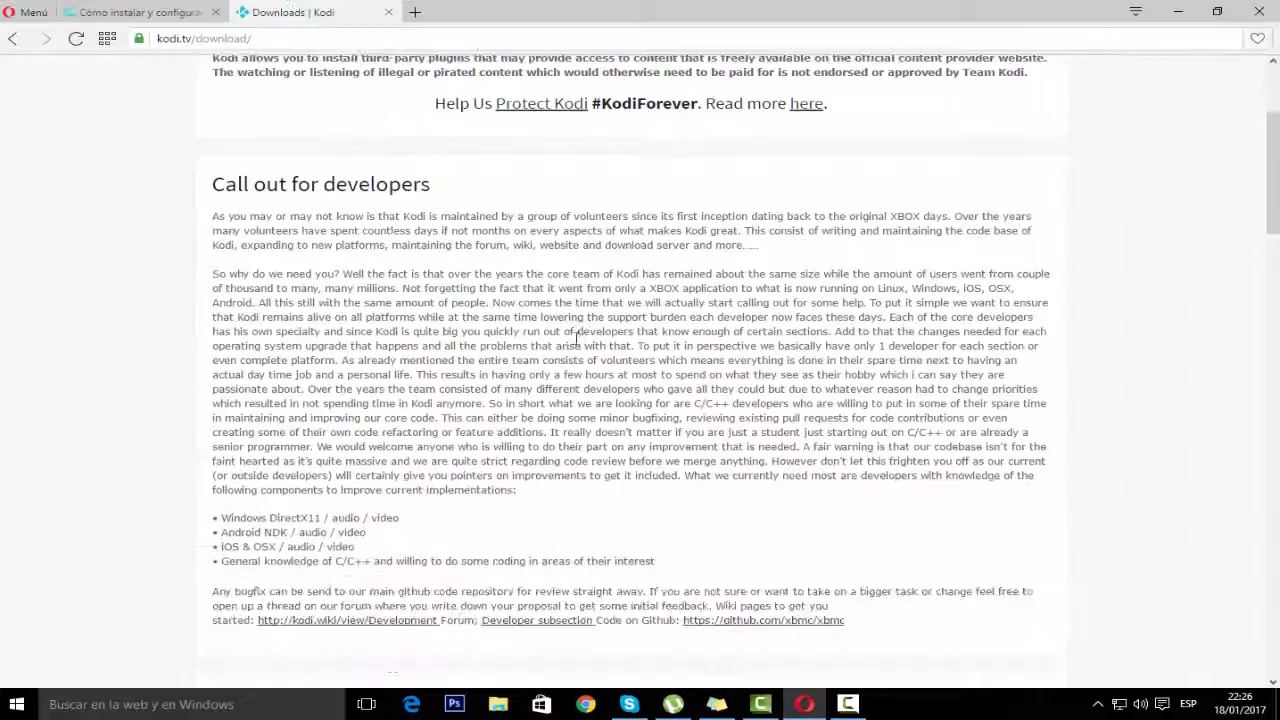 Menú
Cómo instalar y configura
Downloads | Kodi
kodi.tv/download/
Kodi allows you to install third-party plugins that may provide access to content that is freely available on the official content provider website.
The watching or listening of illegal or pirated content which would otherwise need to be paid for is not endorsed or approved by Team Kodi.
Help Us Protect Kodi #KodiForever. Read more here.
Call out for developers
As you may or may not know is that Kodi is maintained by a group of volunteers since its first inception dating back to the original XBOX days. Over the years
many volunteers have spent countless days if not months on every aspects of what makes Kodi great. This consist of writing and maintaining the code base of
Kodi, expanding to new platforms, maintaining the forum, wiki, website and download server and more......
So why do we need you? Well the fact is that over the years the core team of Kodi has remained about the same size while the amount of users went from couple
of thousand to many, many millions. Not forgetting the fact that it went from only a XBOX application to what is now running on Linux, Windows, iOS, OSX,
Android. All this still with the same amount of people. Now comes the time that we will actually start calling out for some help. To put it simple we want to ensure
that Kodi remains alive on all platforms while at the same time lowering the support burden each developer now faces these days. Each of the core developers
has his own specialty and since Kodi is quite big you quickly run out of developers that know enough of certain sections. Add to that the changes needed for each
operating system upgrade that happens and all the problems that arise with that. To put it in perspective we basically have only 1 developer for each section or
even complete platform. As already mentioned the entire team consists of volunteers which means everything is done in their spare time next to having an
actual day time job and a personal life. This results in having only a few hours at most to spend on what they see as their hobby which i can say they are
passionate about. Over the years the team consisted of many different developers who gave all they could but due to whatever reason had to change priorities
which resulted in not spending time in Kodi anymore. So in short what we are looking for are C/C++ developers who are willing to put in some of their spare time
in maintaining and improving our core code. This can either be doing some minor bugfixing, reviewing existing pull requests for code contributions or even
creating some of their own code refactoring or feature additions. It really doesn't matter if you are just a student just starting out on C/C++ or are already a
senior programmer. We would welcome anyone who is willing to do their part on any improvement that is needed. A fair warning is that our codebase isn't for the
faint hearted as it's quite massive and we are quite strict regarding code review before we merge anything. However don't let this frighten you off as our current
(or outside developers) will certainly give you pointers on improvements to get it included. What we currently need most are developers with knowledge of the
following components to improve current implementations:
• Windows DirectX11 / audio / video
• Android NDK / audio / video
• iOS & OSX / audio / video
• General knowledge of C/C++ and willing to do some coding in areas of their interest
Any bugfix can be send to our main github code repository for review straight away. If you are not sure or want to take on a bigger task or change feel free to
open up a thread on our forum where you write down your proposal to get some initial feedback. Wiki pages to get you
started: http://kodi.wiki/view/Development Forum: Developer subsection Code on Github: https://github.com/xbmc/xbmc
Buscar en la web y en Windows
ESP
22:26
18/01/2017